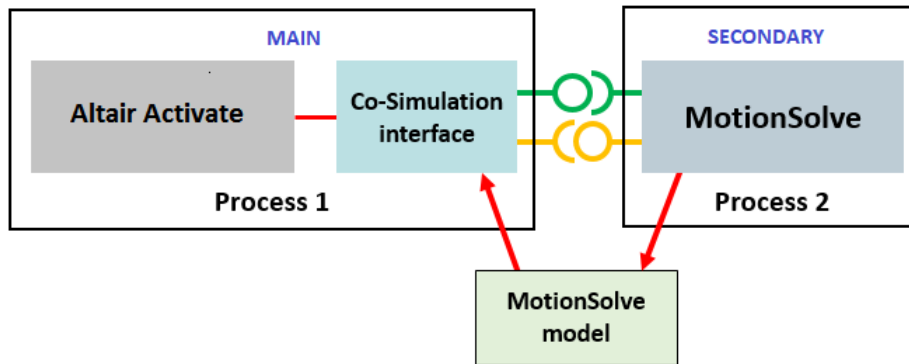 MAIN
SECONDARY
Altair Activate
Co-Simulation
interface
MotionSolve
Process 1
Process 2
MotionSolve
model